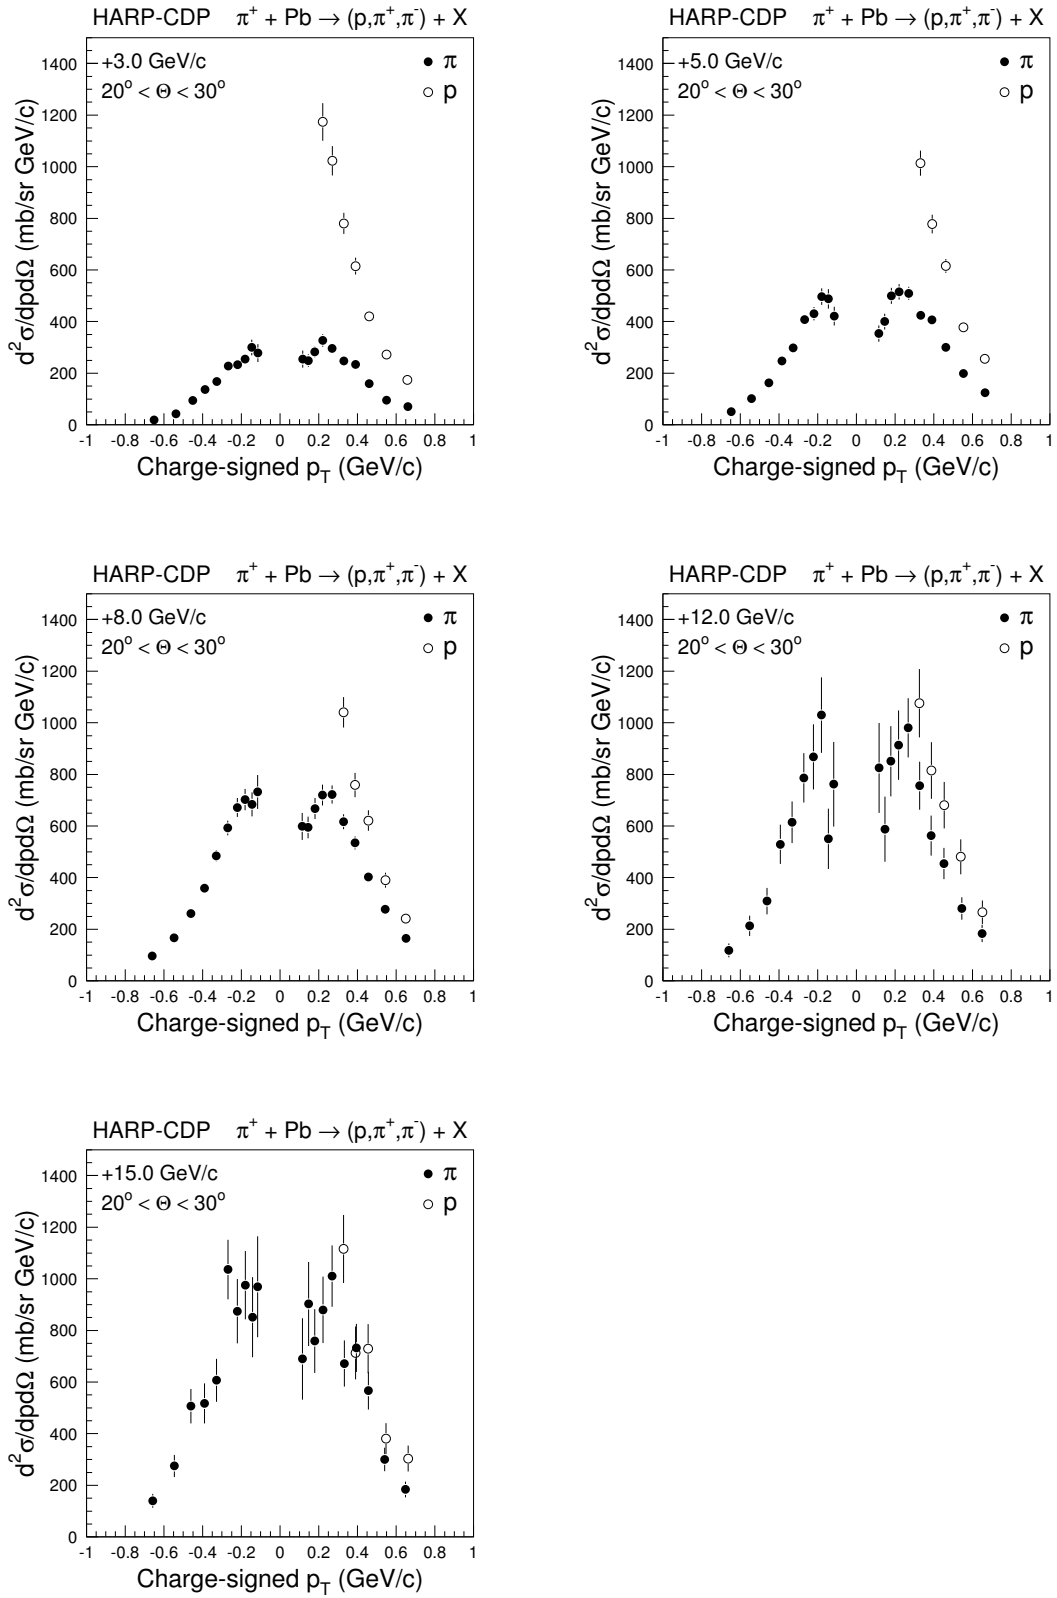 HARP-CDP π⁺ + Pb → (p,π⁺,π⁻) + X
+3.0 GeV/c
20° < Θ < 30°
π
p
d²σ/dpdΩ (mb/sr GeV/c)
1400
1200
1000
800
600
400
200
0
-1 -0.8 -0.6 -0.4 -0.2 0 0.2 0.4 0.6 0.8 1
Charge-signed p_T (GeV/c)
HARP-CDP π⁺ + Pb → (p,π⁺,π⁻) + X
+5.0 GeV/c
20° < Θ < 30°
π
p
d²σ/dpdΩ (mb/sr GeV/c)
1400
1200
1000
800
600
400
200
0
-1 -0.8 -0.6 -0.4 -0.2 0 0.2 0.4 0.6 0.8 1
Charge-signed p_T (GeV/c)
HARP-CDP π⁺ + Pb → (p,π⁺,π⁻) + X
+8.0 GeV/c
20° < Θ < 30°
π
p
d²σ/dpdΩ (mb/sr GeV/c)
1400
1200
1000
800
600
400
200
0
-1 -0.8 -0.6 -0.4 -0.2 0 0.2 0.4 0.6 0.8 1
Charge-signed p_T (GeV/c)
HARP-CDP π⁺ + Pb → (p,π⁺,π⁻) + X
+12.0 GeV/c
20° < Θ < 30°
π
p
d²σ/dpdΩ (mb/sr GeV/c)
1400
1200
1000
800
600
400
200
0
-1 -0.8 -0.6 -0.4 -0.2 0 0.2 0.4 0.6 0.8 1
Charge-signed p_T (GeV/c)
HARP-CDP π⁺ + Pb → (p,π⁺,π⁻) + X
+15.0 GeV/c
20° < Θ < 30°
π
p
d²σ/dpdΩ (mb/sr GeV/c)
1400
1200
1000
800
600
400
200
0
-1 -0.8 -0.6 -0.4 -0.2 0 0.2 0.4 0.6 0.8 1
Charge-signed p_T (GeV/c)